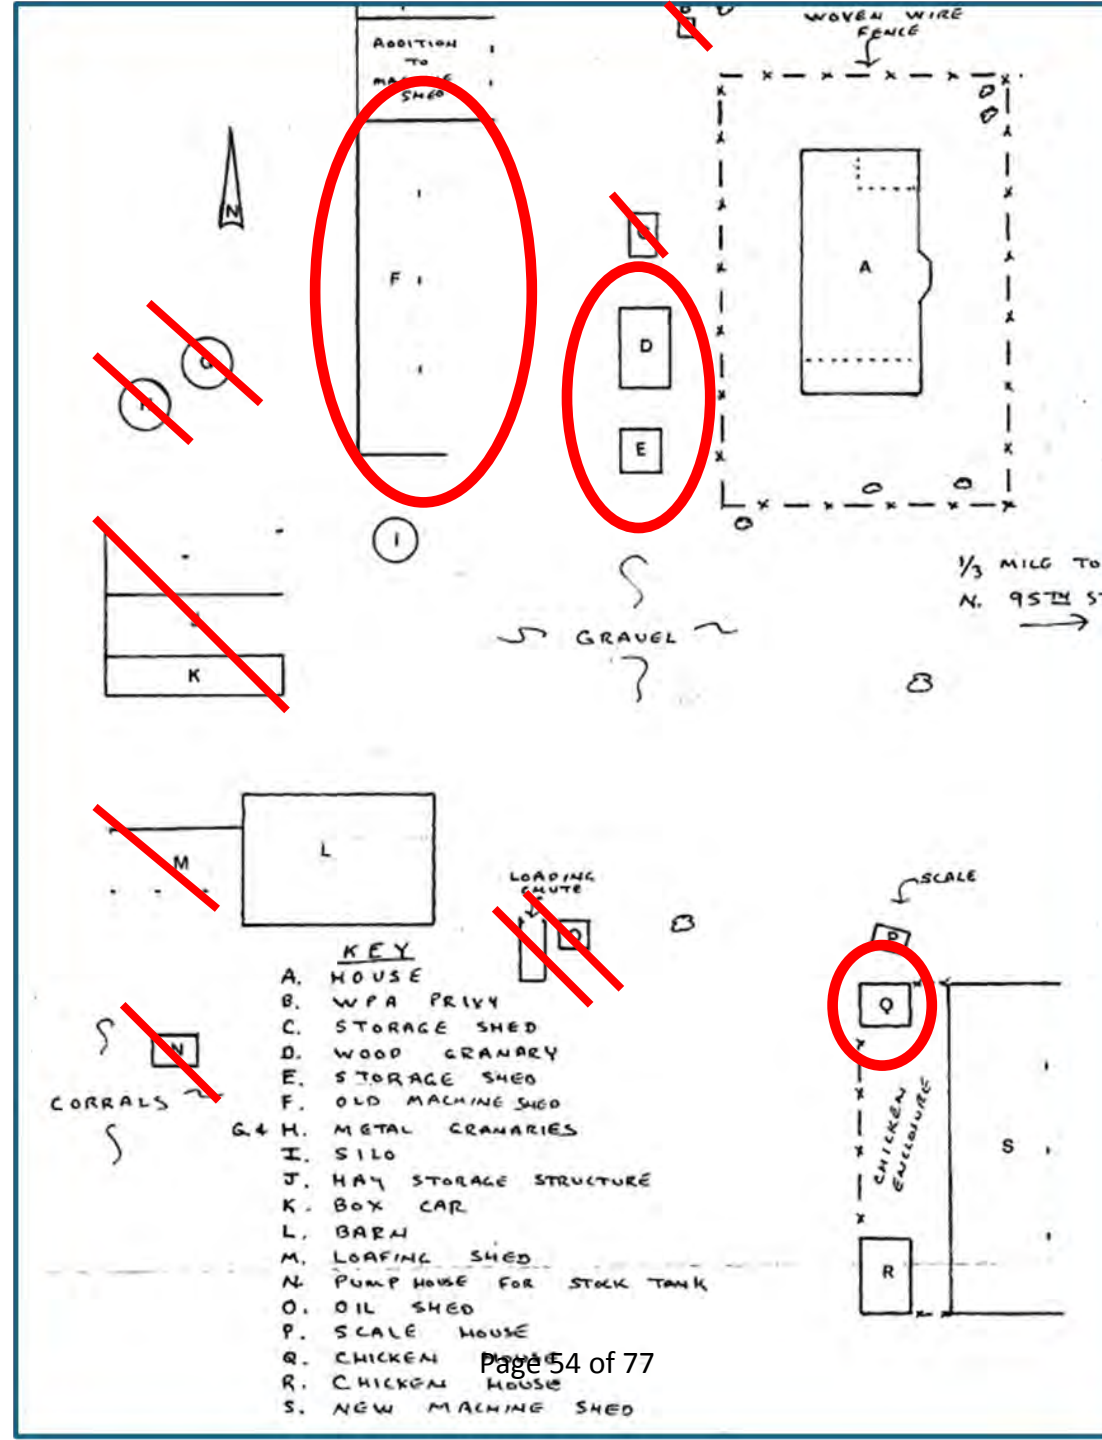 WOVEN WIRE
FENCE
ADDITION
TO
MACHINE
SHED
N
A
F
D
E
I
1/3 MILE TO
N. 95TH ST
GRAVEL
J
K
L
M
LOADING
CHUTE
O
SCALE
P
Q
N
CORRALS
CHICKEN
ENCLOSURE
S
R
KEY
A. HOUSE
B. WPA PRIVY
C. STORAGE SHED
D. WOOD GRANARY
E. STORAGE SHED
F. OLD MACHINE SHED
G. & H. METAL GRANARIES
I. SILO
J. HAY STORAGE STRUCTURE
K. BOX CAR
L. BARN
M. LOAFING SHED
N. PUMP HOUSE FOR STOCK TANK
O. OIL SHED
P. SCALE HOUSE
Q. CHICKEN HOUSE
R. CHICKEN HOUSE
S. NEW MACHINE SHED
Page 54 of 77